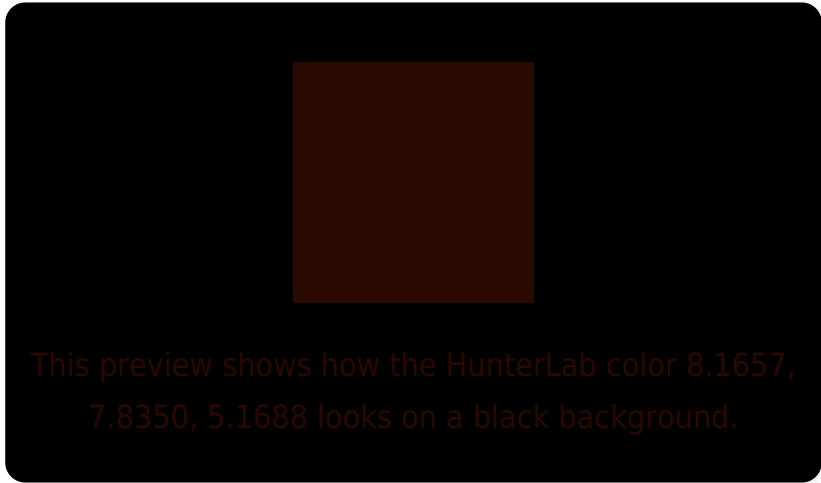 This preview shows how the HunterLab color 8.1657,
7.8350, 5.1688 looks on a black background.